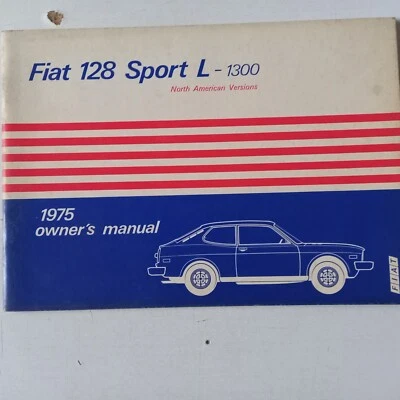 Fiat 128 Sport L - 1300
North American Versions
1975
owner's manual
FIAT